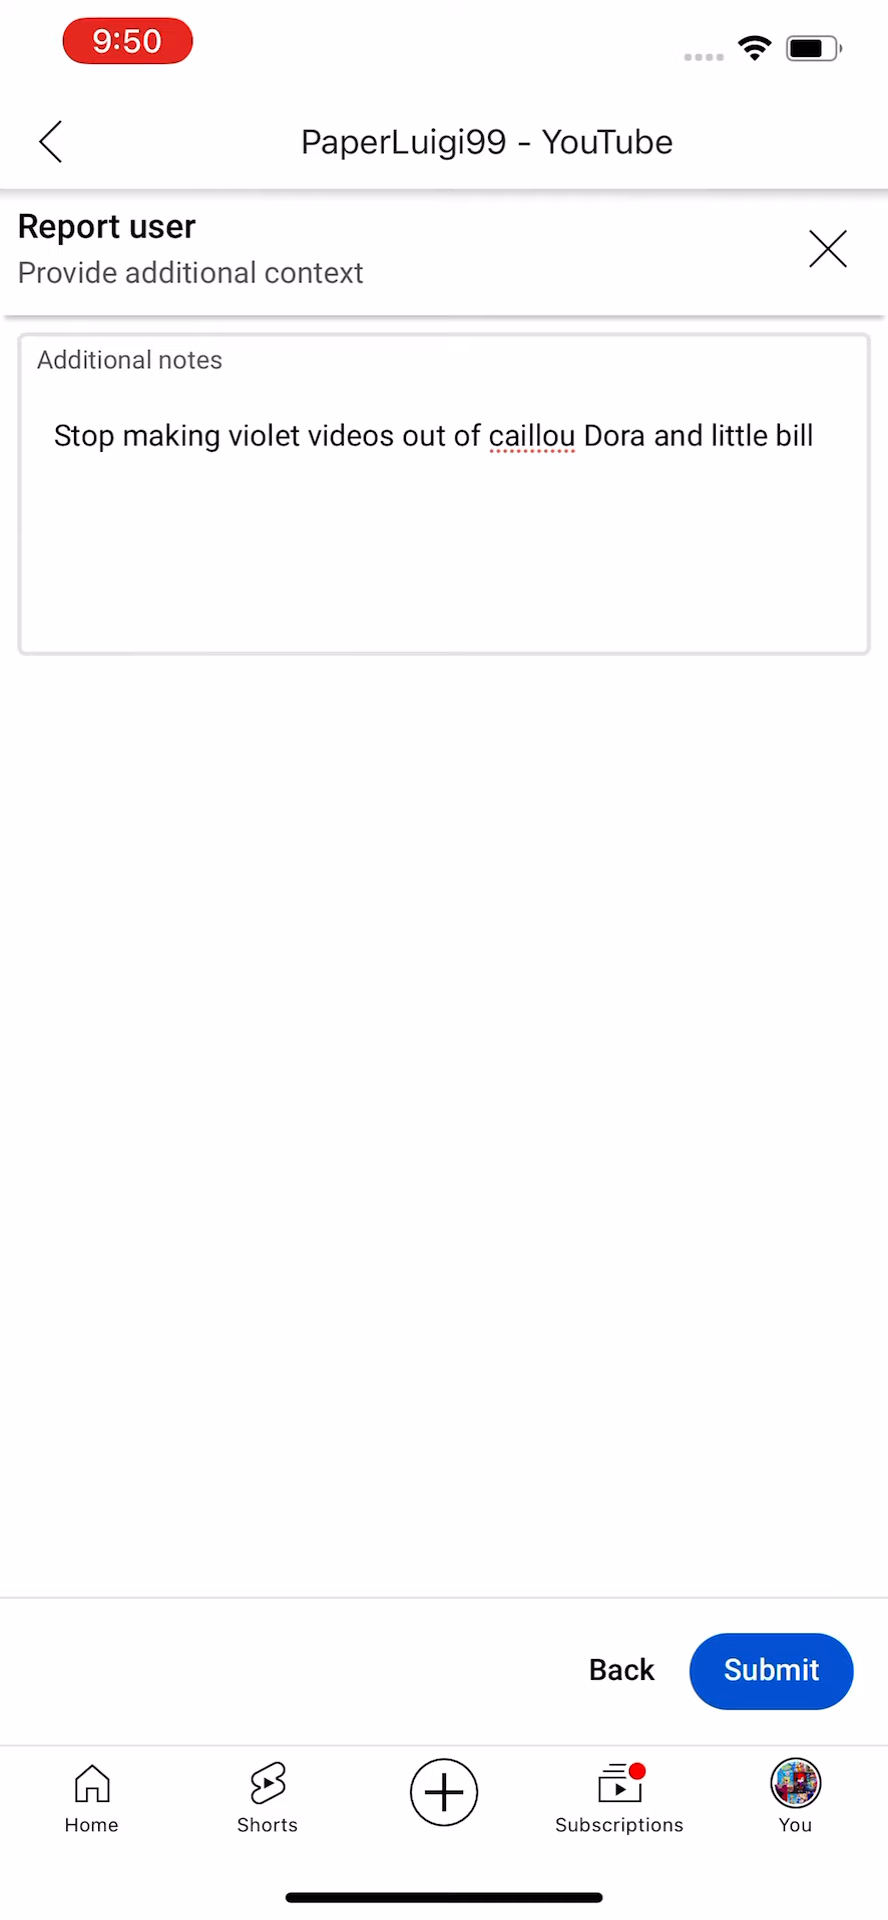 9:50
PaperLuigi99 - YouTube
Report user
Provide additional context
Additional notes
Stop making violet videos out of caillou Dora and little bill
Back
Submit
Home
Shorts
Subscriptions
You